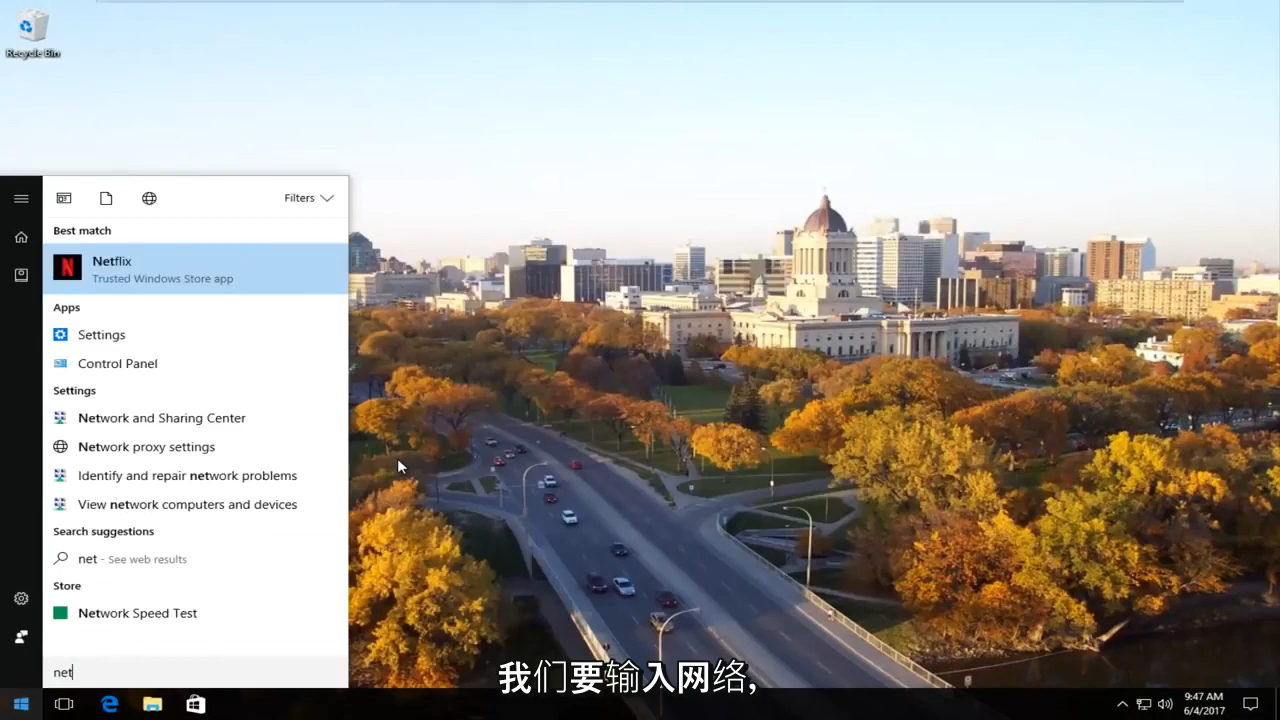 Recycle Bin
Filters
Best match
Netflix
Trusted Windows Store app
Apps
Settings
Control Panel
Settings
Network and Sharing Center
Network proxy settings
Identify and repair network problems
View network computers and devices
Search suggestions
net - See web results
Store
Network Speed Test
net
我们要输入网络,
9:47 AM
6/4/2017